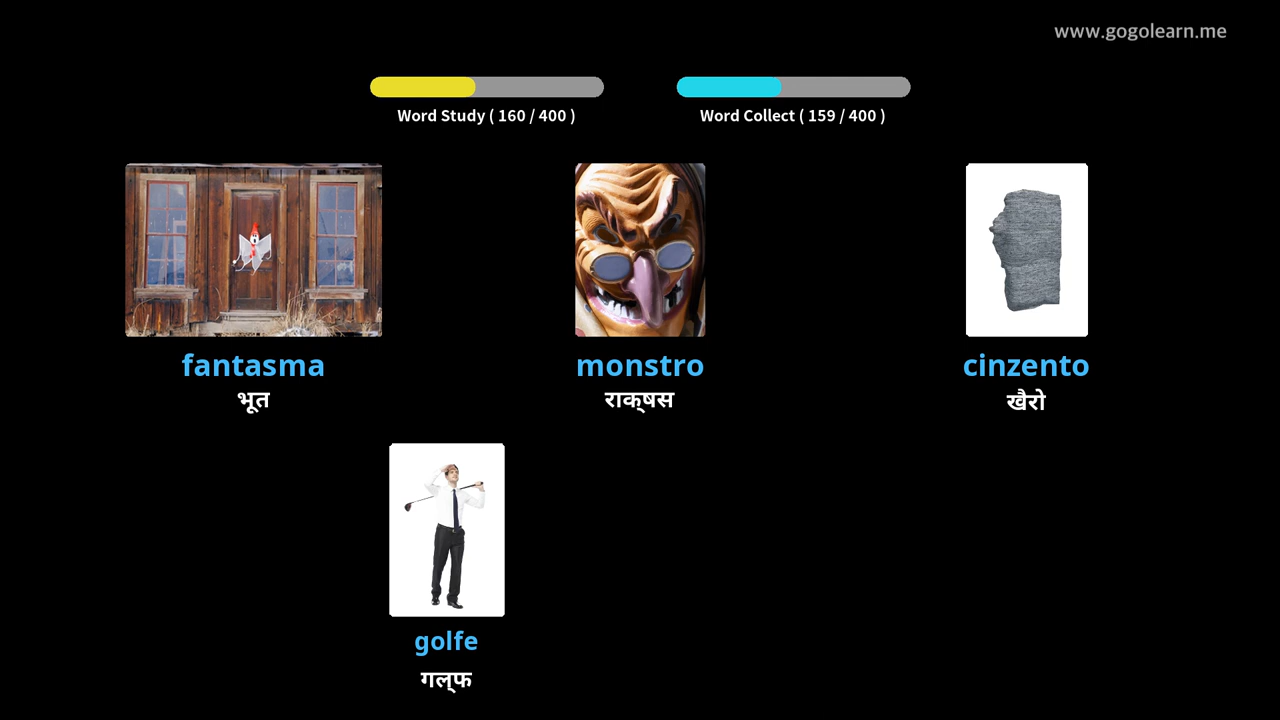 www.gogolearn.me
Word Study ( 160 / 400 )
Word Collect ( 159 / 400 )
fantasma
monstro
cinzento
भूत
राक्षस
खैरो
golfe
गल्फ